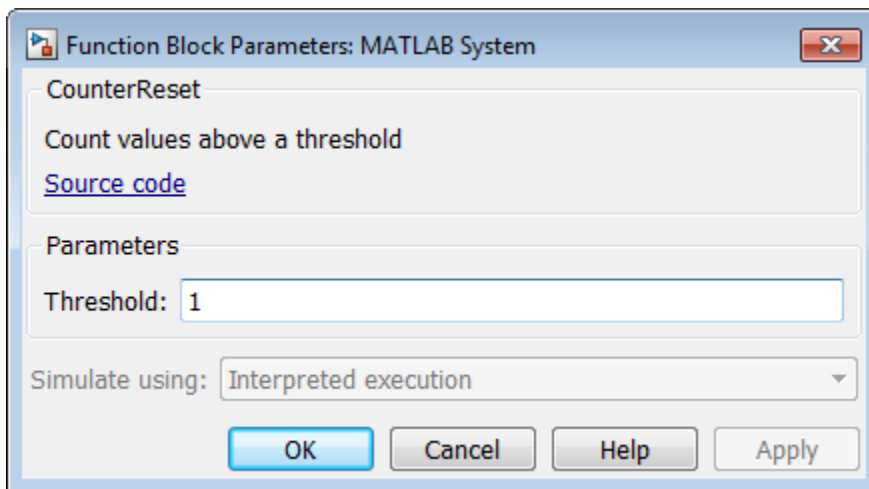 Function Block Parameters: MATLAB System
CounterReset
Count values above a threshold
Source code
Parameters
Threshold: 1
Simulate using: Interpreted execution
OK Cancel Help Apply